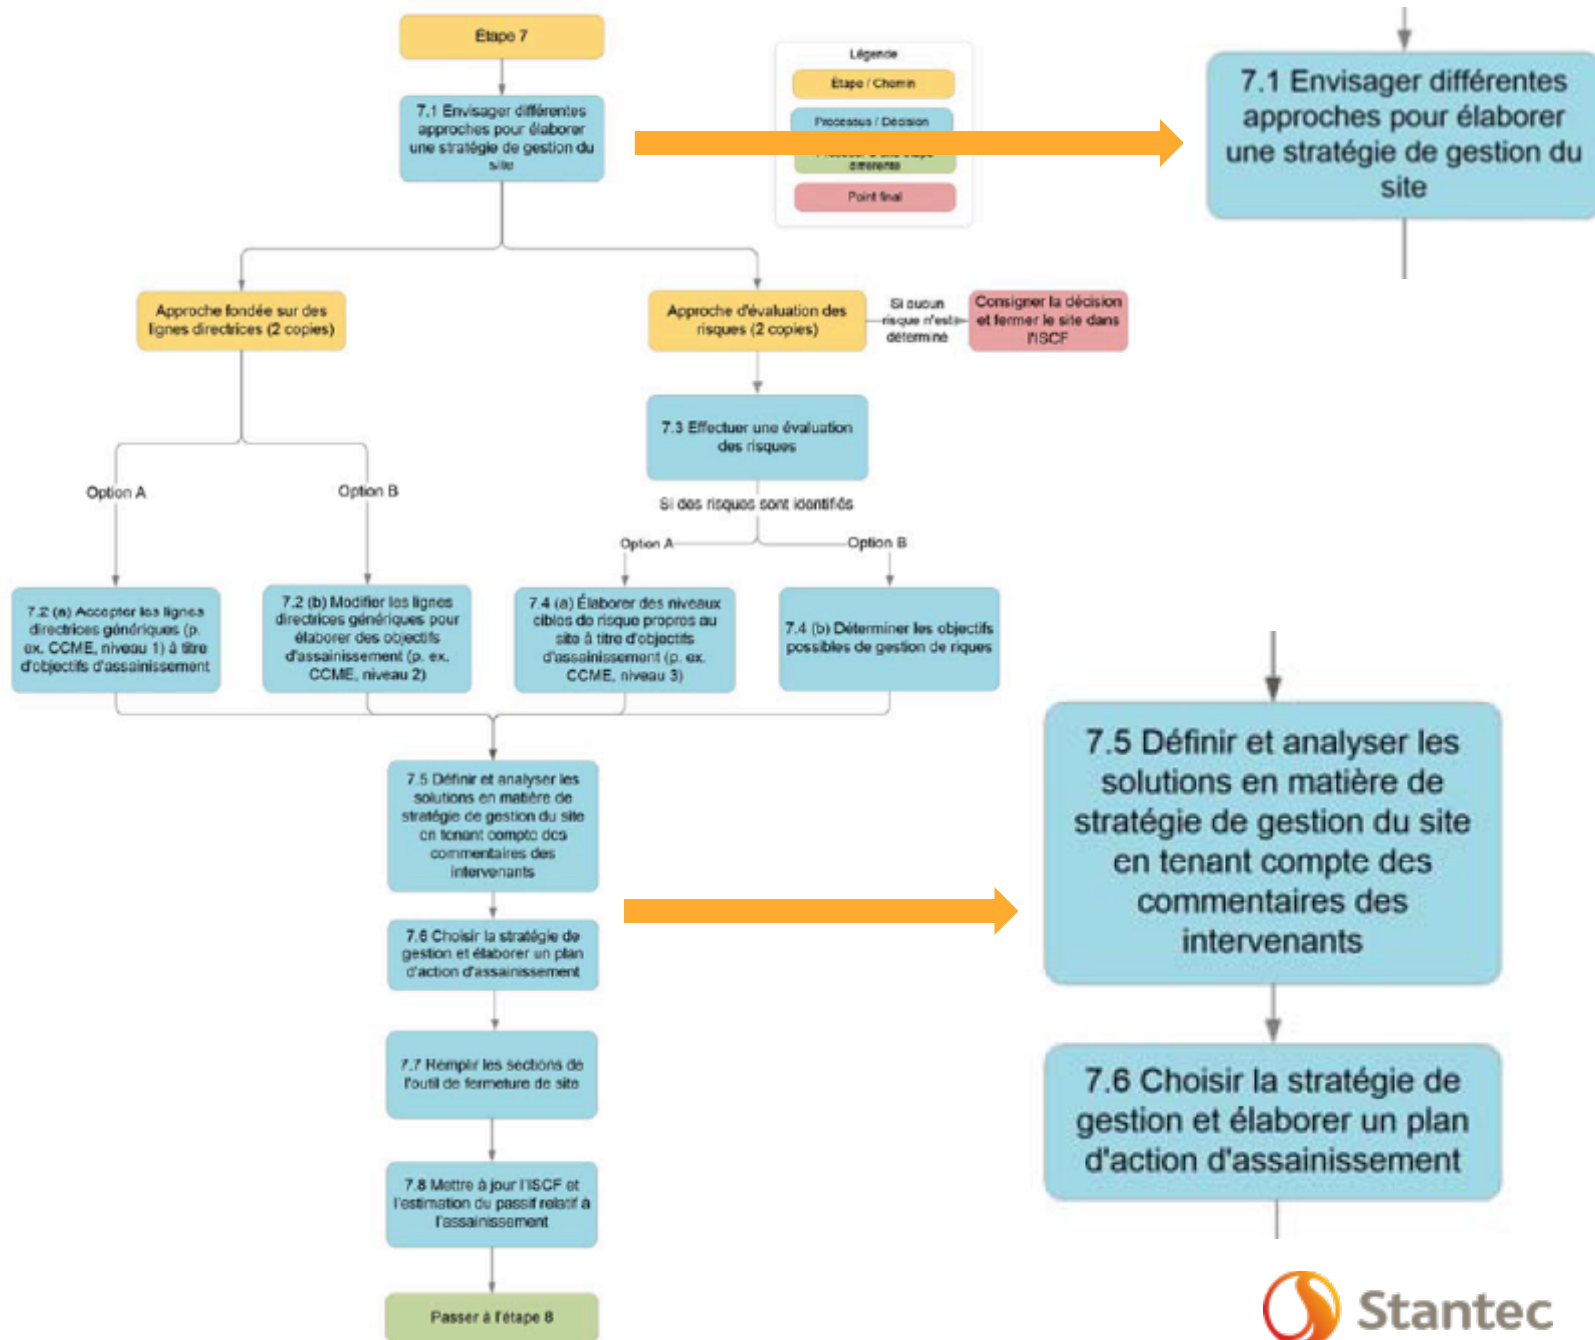 Étape 7
7.1 Envisager différentes
approches pour élaborer
une stratégie de gestion du
site
Légende
Étape / Chemin
Processus / Décision
différente
Point final
7.1 Envisager différentes
approches pour élaborer
une stratégie de gestion du
site
Approche fondée sur des
lignes directrices (2 copies)
Approche d'évaluation des
risques (2 copies)
Si aucun
risque n'est
déterminé
Consigner la décision
et fermer le site dans
l'ISCF
7.3 Effectuer une évaluation
des risques
Si des risques sont identifiés
Option A
Option B
Option A
Option B
7.2 (a) Accepter les lignes
directrices génériques (p.
ex. CCME, niveau 1) à titre
d'objectifs d'assainissement
7.2 (b) Modifier les lignes
directrices génériques pour
élaborer des objectifs
d'assainissement (p. ex.
CCME, niveau 2)
7.4 (a) Élaborer des niveaux
cibles de risque propres au
site à titre d'objectifs
d'assainissement (p. ex.
CCME, niveau 3)
7.4 (b) Déterminer les objectifs
possibles de gestion de riques
7.5 Définir et analyser les
solutions en matière de
stratégie de gestion du site
en tenant compte des
commentaires des
intervenants
7.6 Choisir la stratégie de
gestion et élaborer un plan
d'action d'assainissement
7.7 Remplir les sections de
l'outil de fermeture de site
7.8 Mettre à jour l'ISCF et
l'estimation du passif relatif à
l'assainissement
Passer à l'étape 8
7.5 Définir et analyser les
solutions en matière de
stratégie de gestion du site
en tenant compte des
commentaires des
intervenants
7.6 Choisir la stratégie de
gestion et élaborer un plan
d'action d'assainissement
Stantec